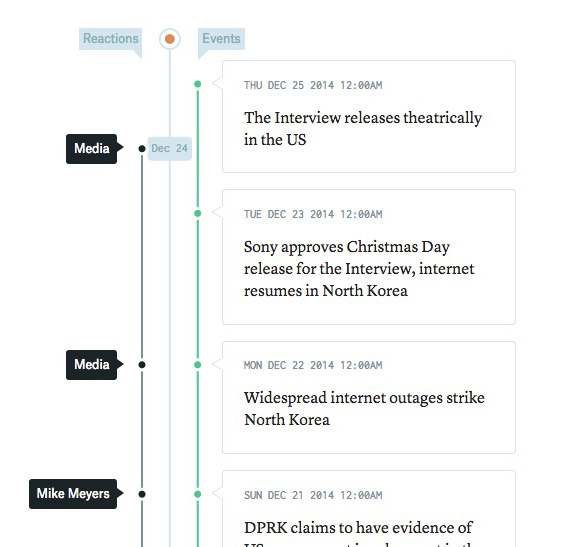 Reactions
Events
THU DEC 25 2014 12:00AM
The Interview releases theatrically
in the US
Media
Dec 24
TUE DEC 23 2014 12:00AM
Sony approves Christmas Day
release for the Interview, internet
resumes in North Korea
Media
MON DEC 22 2014 12:00AM
Widespread internet outages strike
North Korea
Mike Meyers
SUN DEC 21 2014 12:00AM
DPRK claims to have evidence of